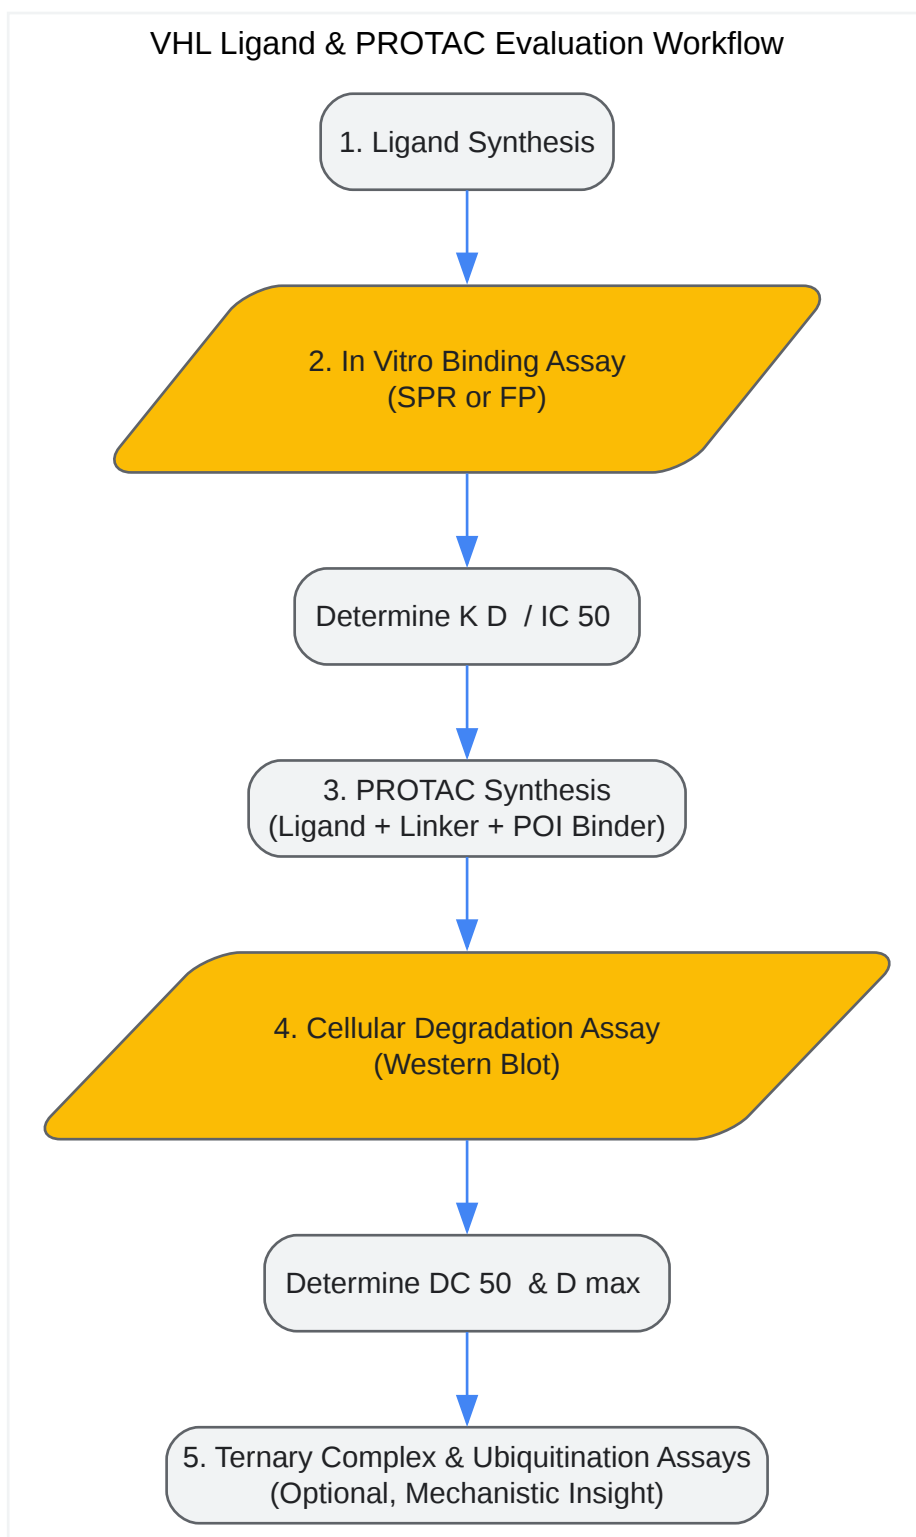 VHL Ligand & PROTAC Evaluation Workflow
1. Ligand Synthesis
2. In Vitro Binding Assay
(SPR or FP)
Determine K D / IC 50
3. PROTAC Synthesis
(Ligand + Linker + POI Binder)
4. Cellular Degradation Assay
(Western Blot)
Determine DC 50 & D max
5. Ternary Complex & Ubiquitination Assays
(Optional, Mechanistic Insight)